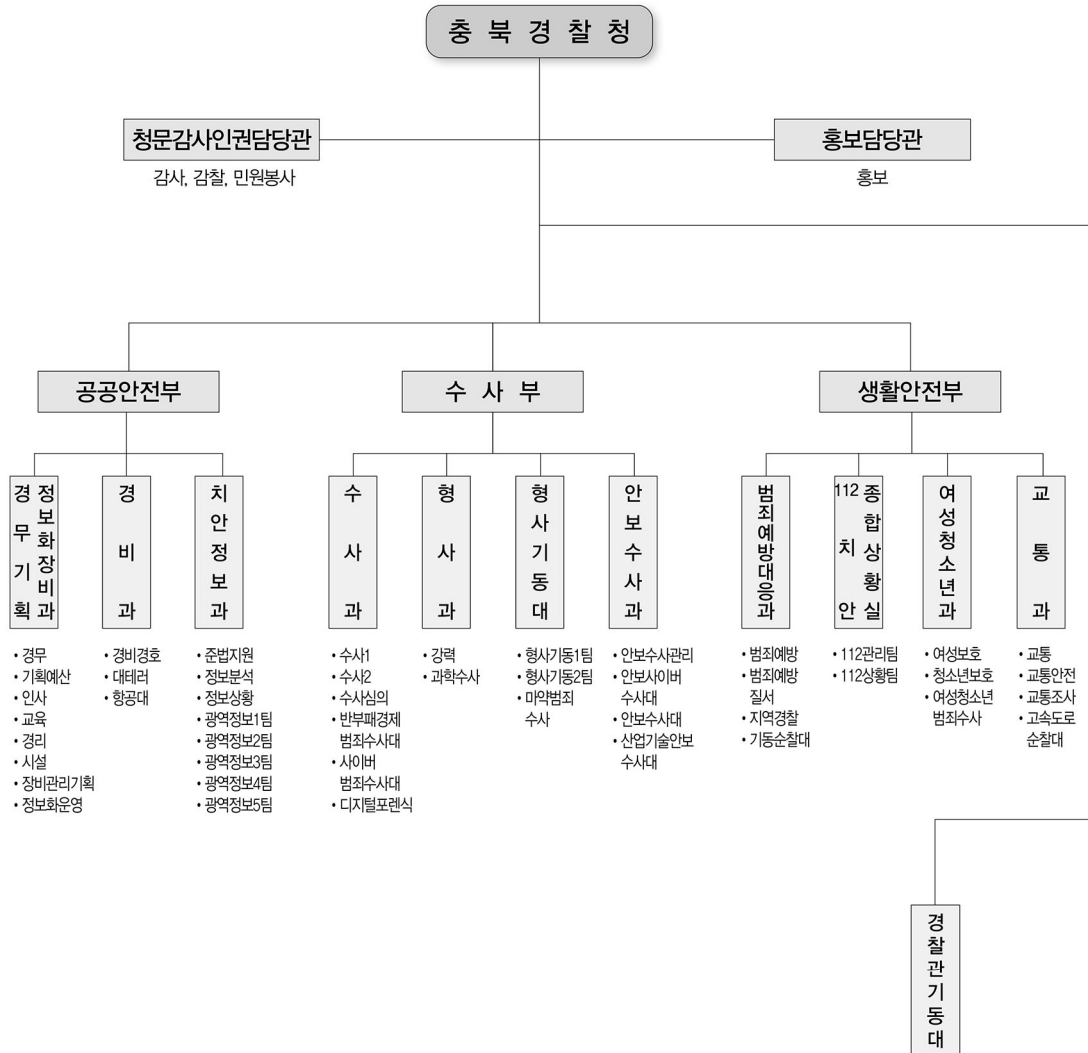 충 북 경 찰 청
청문감사인권담당관
감사, 감찰, 민원봉사
홍보담당관
홍보
공공안전부
경무기획
정보화장비과
• 경무
• 기획예산
• 인사
• 교육
• 경리
• 시설
• 장비관리기획
• 정보화운영
경비과
• 경비경호
• 대테러
• 항공대
치안정보과
• 준법지원
• 정보분석
• 정보상황
• 광역정보1팀
• 광역정보2팀
• 광역정보3팀
• 광역정보4팀
• 광역정보5팀
수 사 부
수사과
• 수사1
• 수사2
• 수사심의
• 반부패경제
범죄수사대
• 사이버
범죄수사대
• 디지털포렌식
형사과
• 강력
• 과학수사
형사기동대
• 형사기동1팀
• 형사기동2팀
• 마약범죄
수사
안보수사과
• 안보수사관리
• 안보사이버
수사대
• 안보수사대
• 산업기술안보
수사대
생활안전부
범죄예방대응과
• 범죄예방
• 범죄예방
질서
• 지역경찰
• 기동순찰대
112치안
종합상황실
• 112관리팀
• 112상황팀
여성청소년과
• 여성보호
• 청소년보호
• 여성청소년
범죄수사
교통과
• 교통
• 교통안전
• 교통조사
• 고속도로
순찰대
경찰관기동대